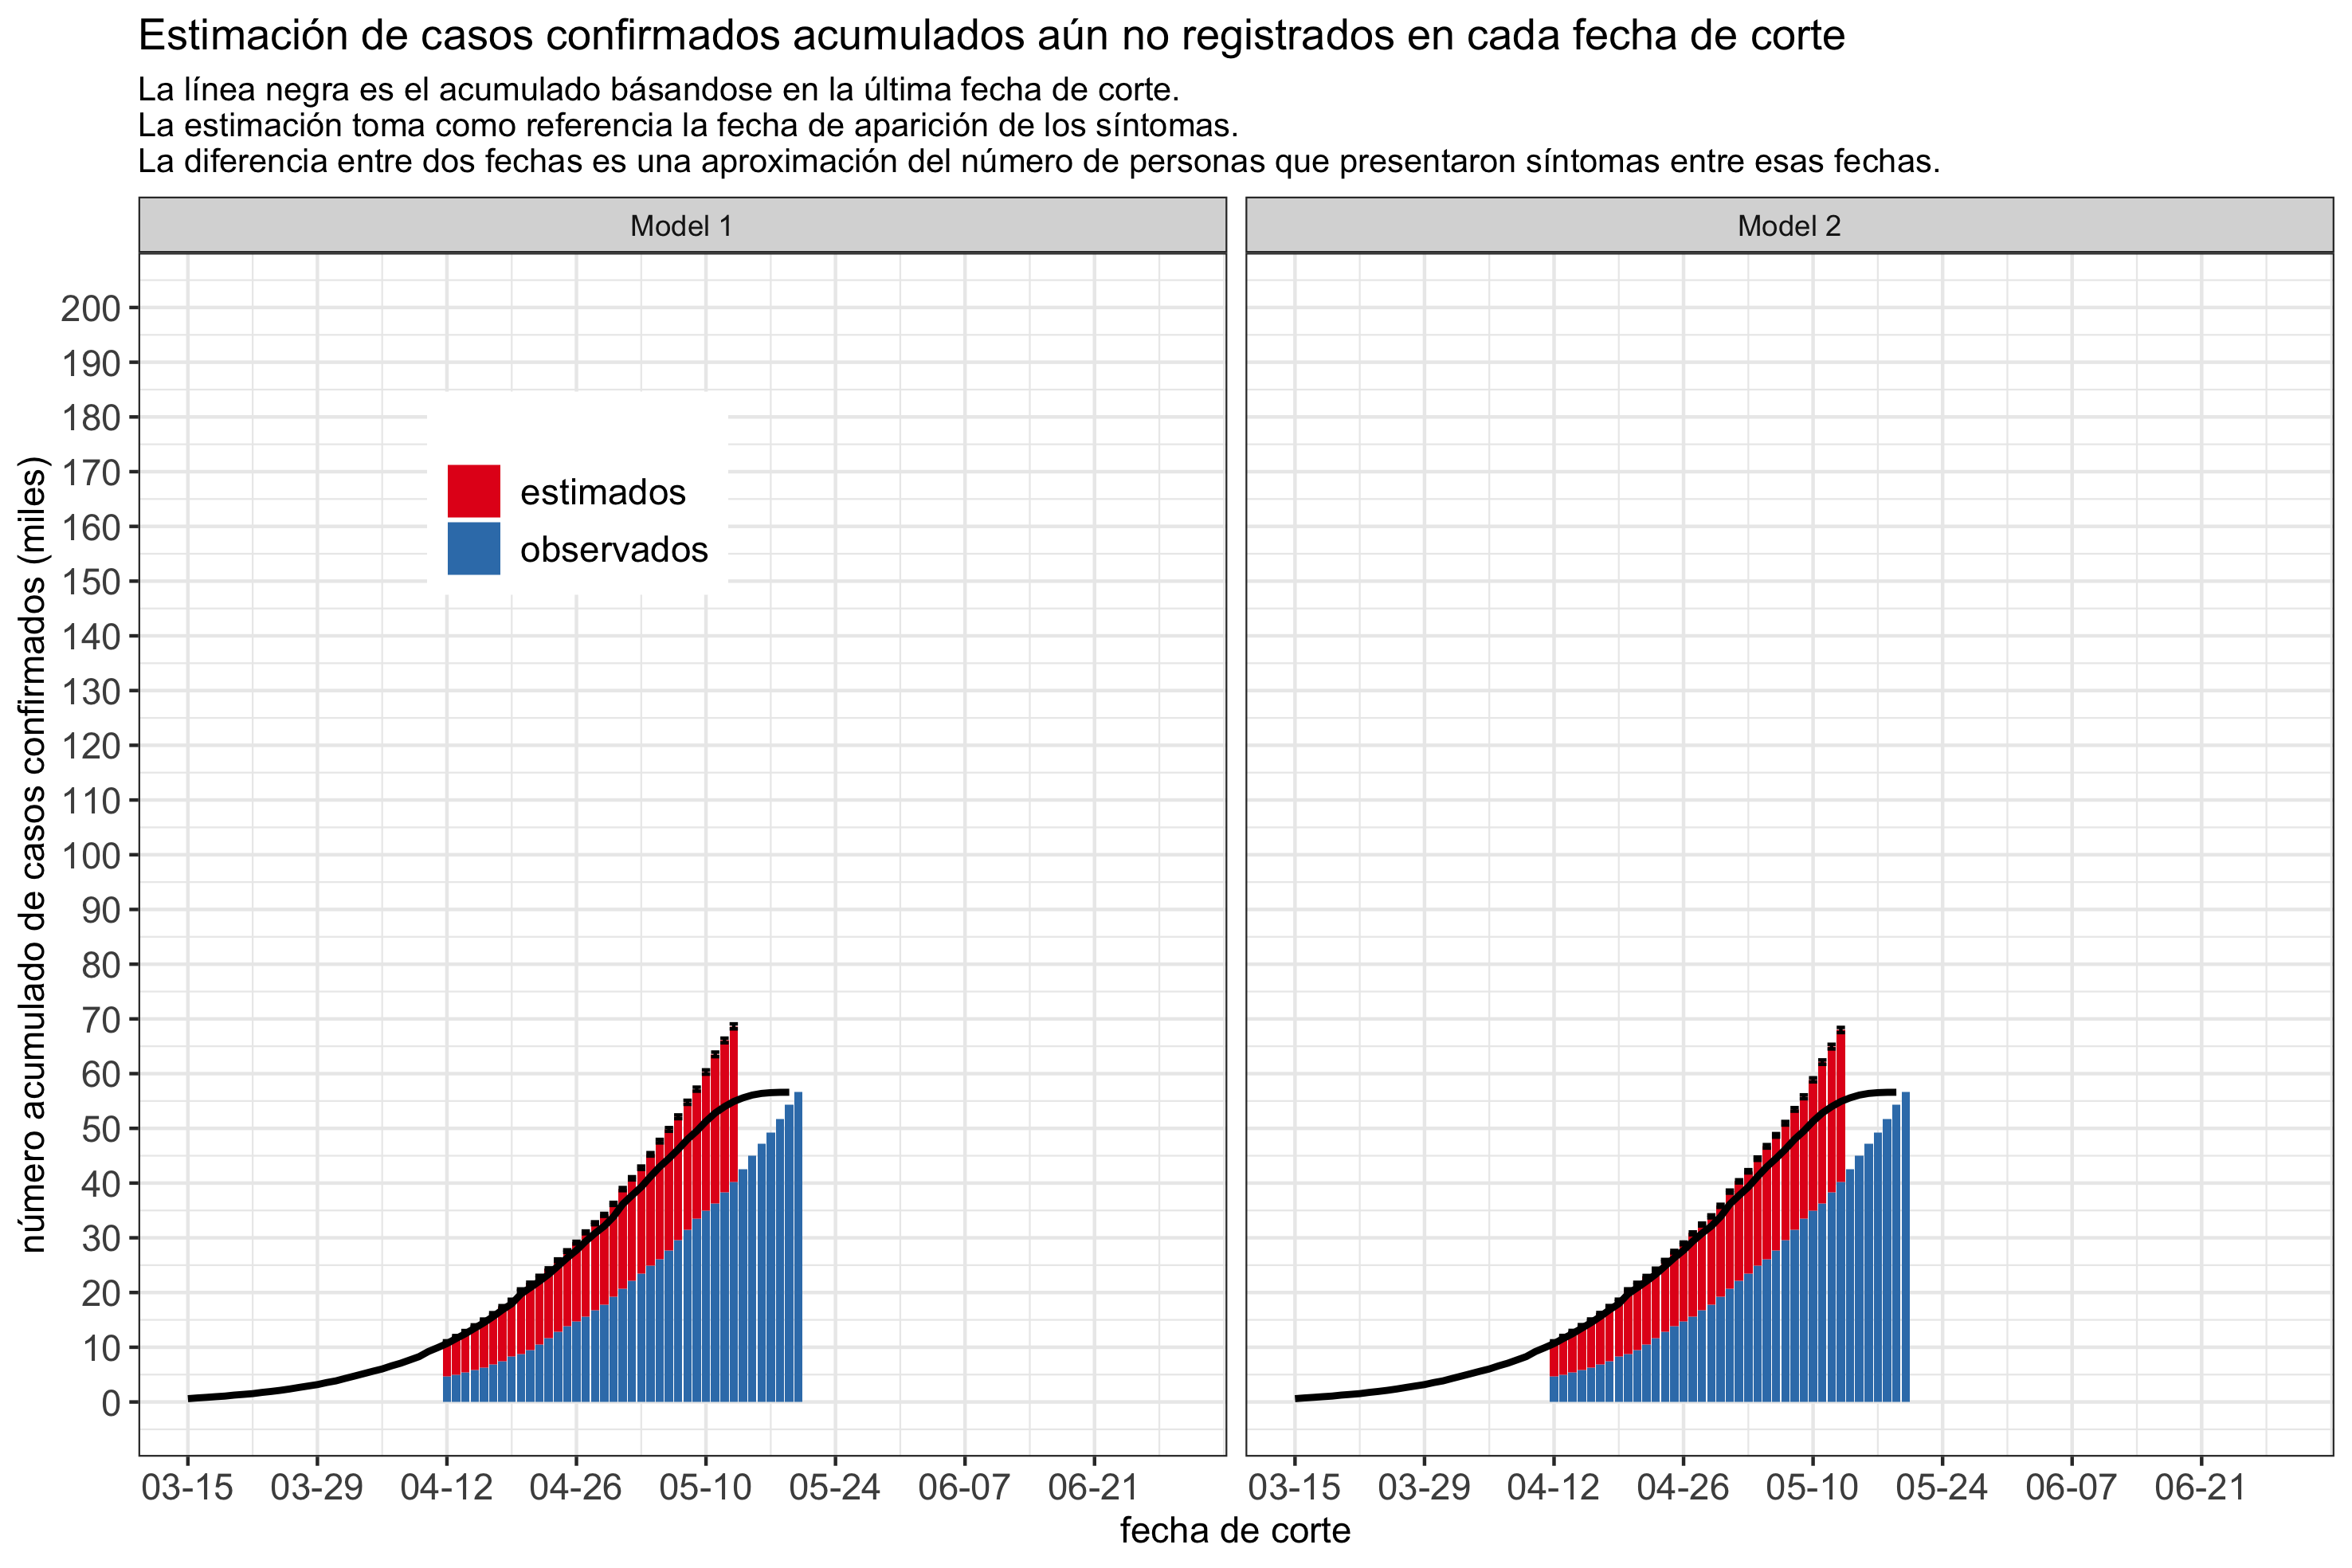 Estimación de casos confirmados acumulados aún no registrados en cada fecha de corte
La línea negra es el acumulado básandose en la última fecha de corte.
La estimación toma como referencia la fecha de aparición de los síntomas.
La diferencia entre dos fechas es una aproximación del número de personas que presentaron síntomas entre esas fechas.
Model 1
Model 2
número acumulado de casos confirmados (miles)
200
190
180
170
160
150
140
130
120
110
100
90
80
70
60
50
40
30
20
10
0
estimados
observados
03-15 03-29 04-12 04-26 05-10 05-24 06-07 06-21
03-15 03-29 04-12 04-26 05-10 05-24 06-07 06-21
fecha de corte